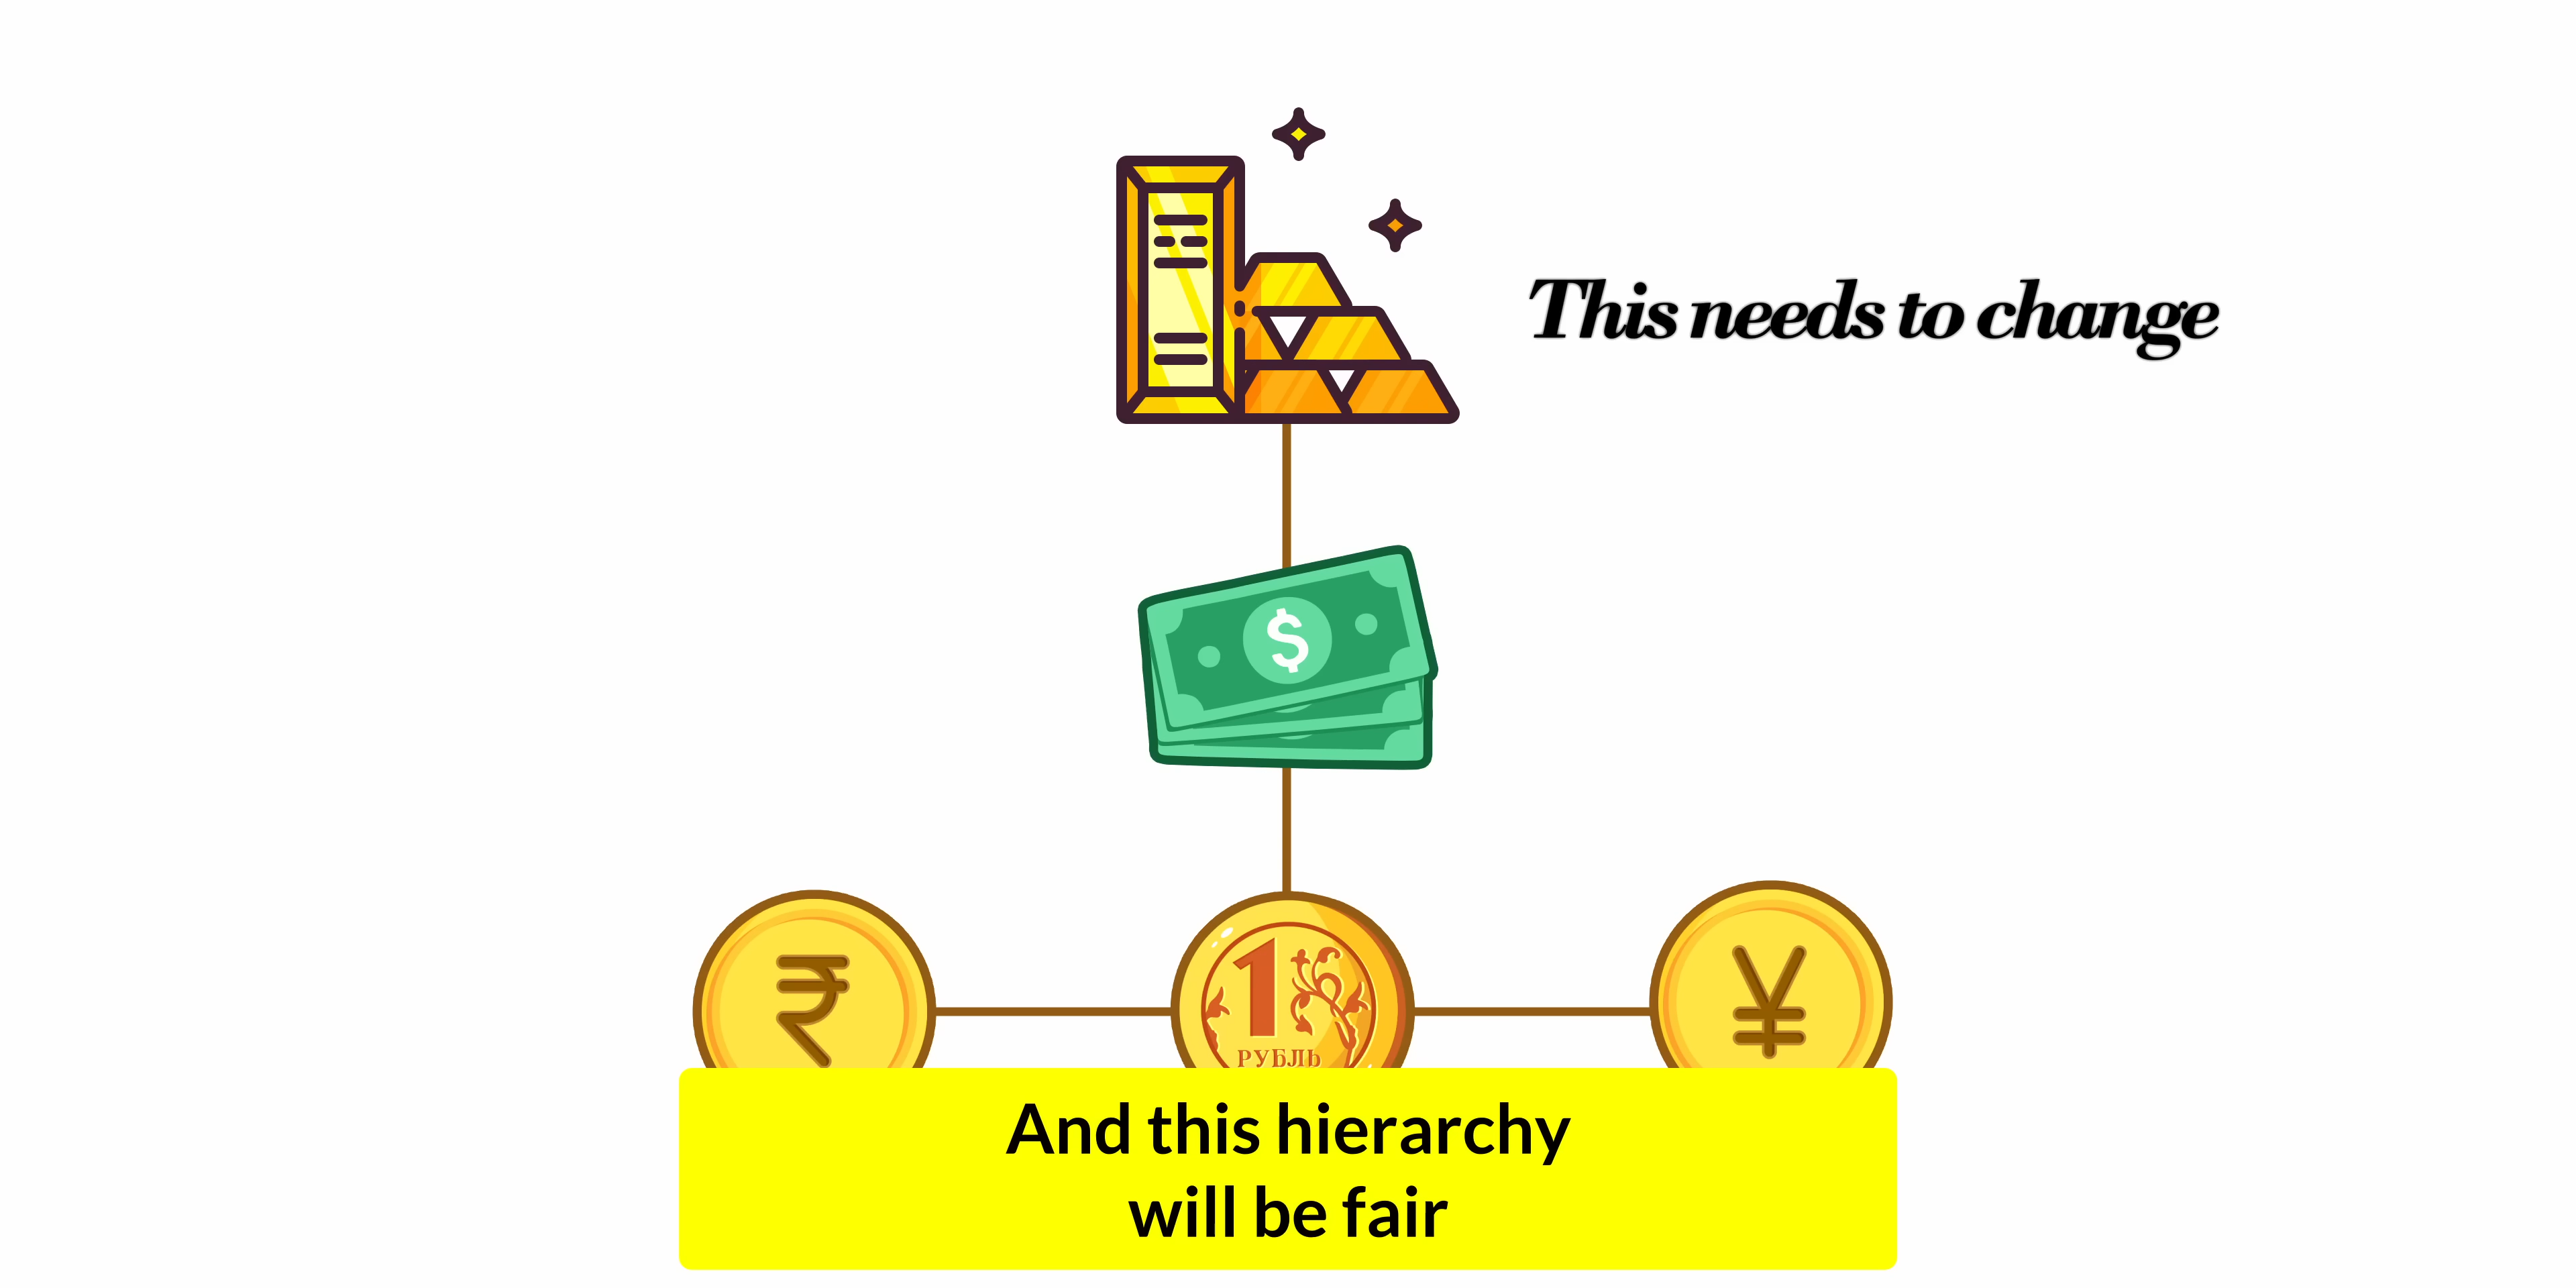 This needs to change
$
₹
1
¥
РУБЛЬ
And this hierarchy
will be fair